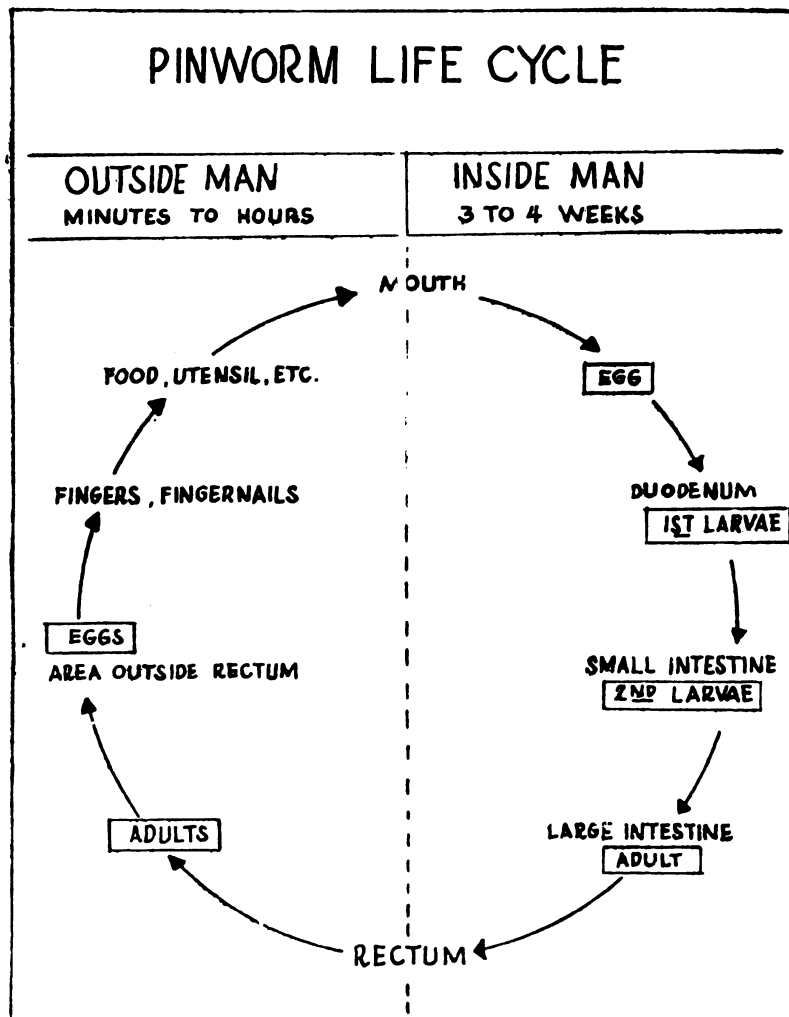 PINWORM LIFE CYCLE
OUTSIDE MAN
MINUTES TO HOURS
INSIDE MAN
3 TO 4 WEEKS
MOUTH
FOOD, UTENSIL, ETC.
EGG
FINGERS, FINGERNAILS
DUODENUM
1ST LARVAE
EGGS
AREA OUTSIDE RECTUM
SMALL INTESTINE
2ND LARVAE
ADULTS
LARGE INTESTINE
ADULT
RECTUM